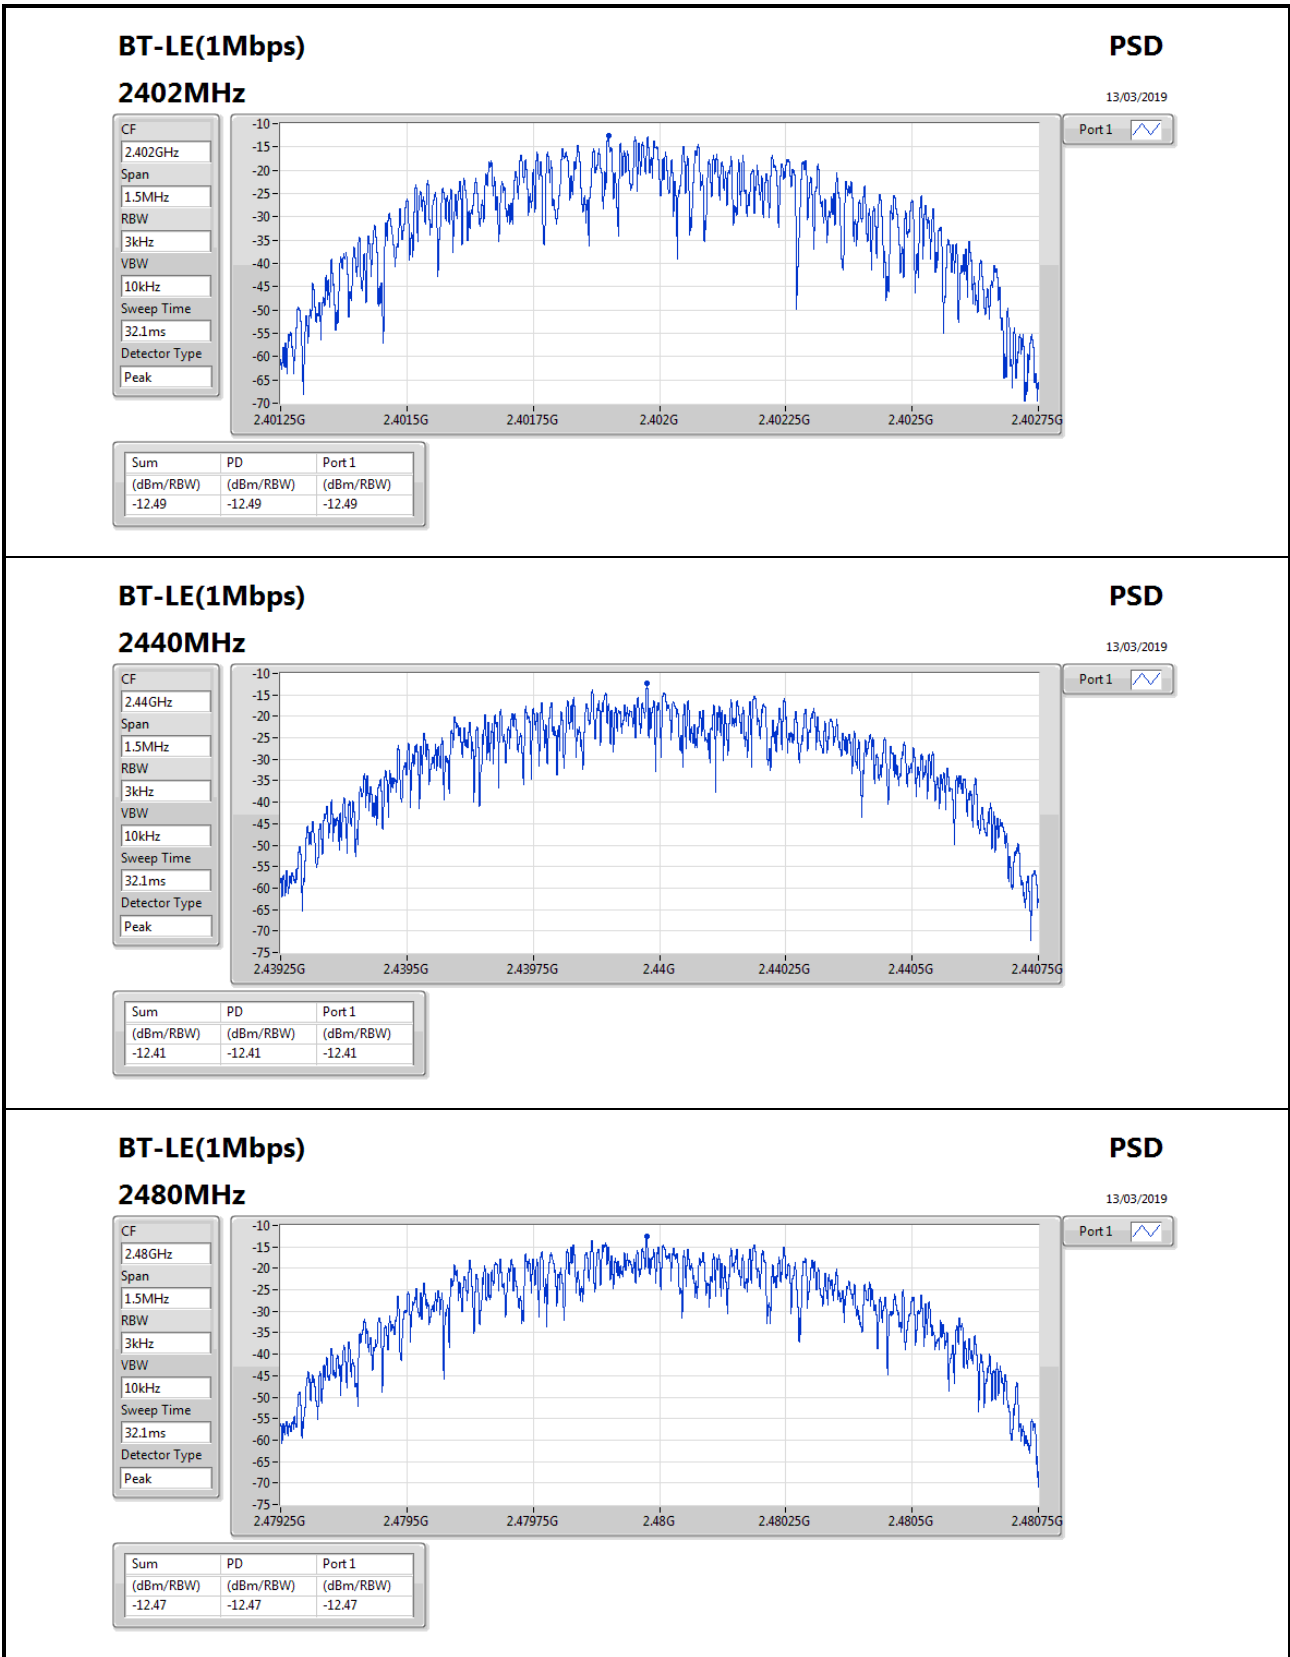 BT-LE(1Mbps) PSD
2402MHz 13/03/2019
CF
2.402GHz
Span
1.5MHz
RBW
3kHz
VBW
10kHz
Sweep Time
32.1ms
Detector Type
Peak
-10
-15
-20
-25
-30
-35
-40
-45
-50
-55
-60
-65
-70
2.40125G 2.4015G 2.40175G 2.402G 2.40225G 2.4025G 2.40275G
Port 1
Sum PD Port 1
(dBm/RBW) (dBm/RBW) (dBm/RBW)
-12.49 -12.49 -12.49
BT-LE(1Mbps) PSD
2440MHz 13/03/2019
CF
2.44GHz
Span
1.5MHz
RBW
3kHz
VBW
10kHz
Sweep Time
32.1ms
Detector Type
Peak
-10
-15
-20
-25
-30
-35
-40
-45
-50
-55
-60
-65
-70
-75
2.43925G 2.4395G 2.43975G 2.44G 2.44025G 2.4405G 2.44075G
Port 1
Sum PD Port 1
(dBm/RBW) (dBm/RBW) (dBm/RBW)
-12.41 -12.41 -12.41
BT-LE(1Mbps) PSD
2480MHz 13/03/2019
CF
2.48GHz
Span
1.5MHz
RBW
3kHz
VBW
10kHz
Sweep Time
32.1ms
Detector Type
Peak
-10
-15
-20
-25
-30
-35
-40
-45
-50
-55
-60
-65
-70
-75
2.47925G 2.4795G 2.47975G 2.48G 2.48025G 2.4805G 2.48075G
Port 1
Sum PD Port 1
(dBm/RBW) (dBm/RBW) (dBm/RBW)
-12.47 -12.47 -12.47